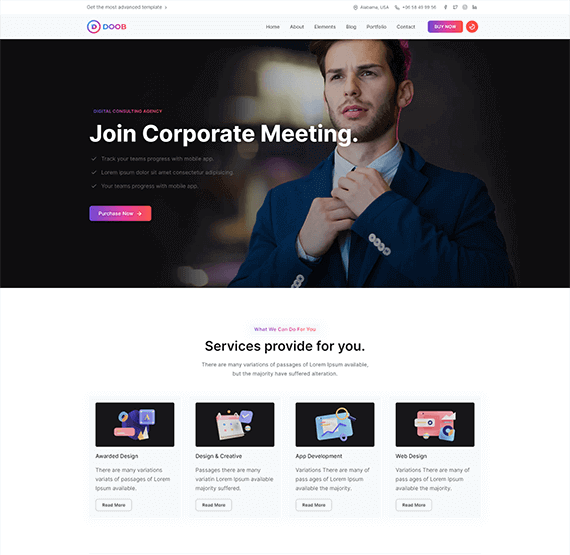 Get the most advanced template >
Alabama, USA
+06 58 49 99 56
DOOB
Home About Elements Blog Portfolio Contact BUY NOW
DIGITAL CONSULTING AGENCY
Join Corporate Meeting.
Track your teams progress with mobile app.
Lorem ipsum dolor sit amet consectetur adipiscing
Your teams progress with mobile app.
Purchase Now →
What We Can Do For You
Services provide for you.
There are many variations of passages of Lorem Ipsum available,
but the majority have suffered alteration.
Awarded Design
There are many variations
variats of passages of Lorem
Ipsum available.
Read More
Design & Creative
Passages there are many
variatin Lorem Ipsum available
majority suffered.
Read More
App Development
Variations There are many of
pass ages of Lorem Ipsum
available the majority.
Read More
Web Design
Variations There are many of
pass ages of Lorem Ipsum
available the majority.
Read More